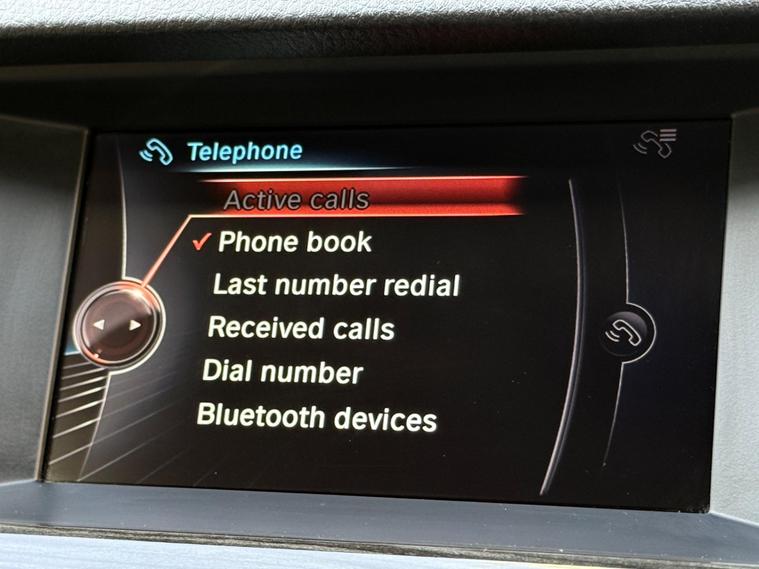 Telephone
Active calls
Phone book
Last number redial
Received calls
Dial number
Bluetooth devices